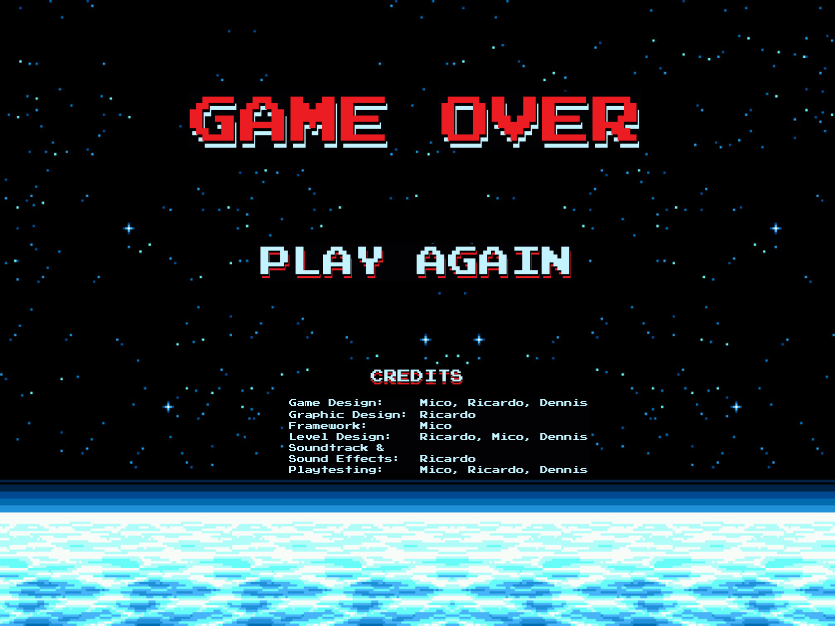 GAME OVER
PLAY AGAIN
CREDITS
Game Design: Mico, Ricardo, Dennis
Graphic Design: Ricardo
Framework: Mico
Level Design: Ricardo, Mico, Dennis
Soundtrack &
Sound Effects: Ricardo
Playtesting: Mico, Ricardo, Dennis